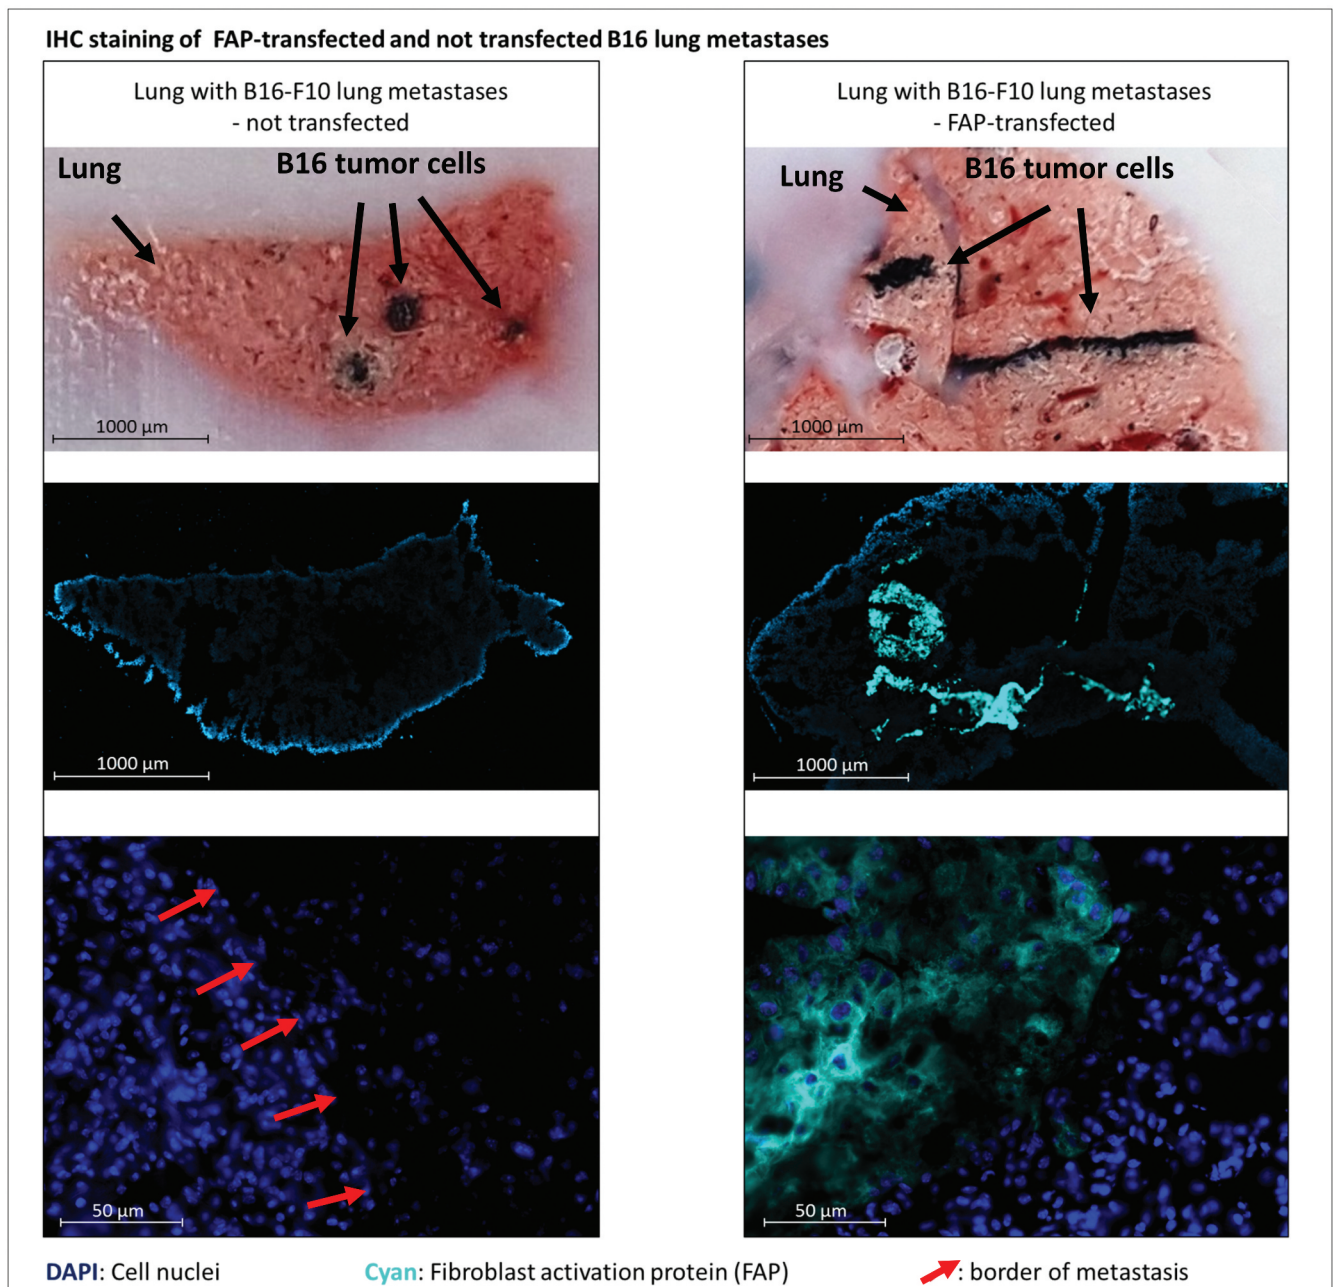 IHC staining of FAP-transfected and not transfected B16 lung metastases
Lung with B16-F10 lung metastases
- not transfected
Lung B16 tumor cells
1000 µm
1000 µm
50 µm
Lung with B16-F10 lung metastases
- FAP-transfected
Lung B16 tumor cells
1000 µm
1000 µm
50 µm
DAPI: Cell nuclei Cyan: Fibroblast activation protein (FAP) : border of metastasis